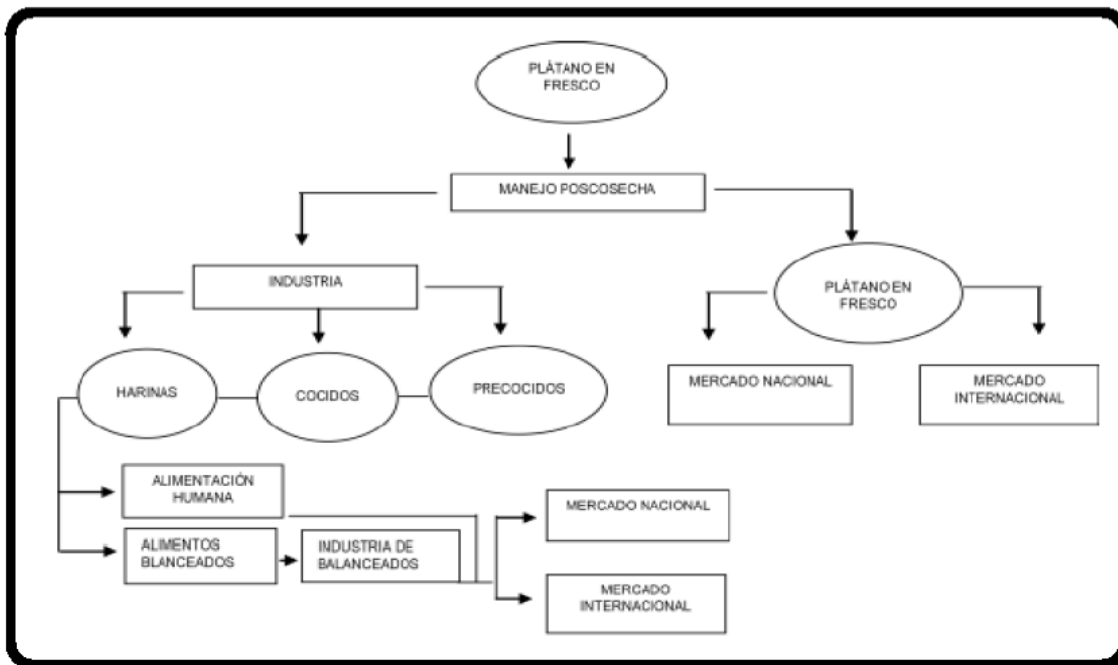 PLÁTANO EN
FRESCO
MANEJO POSCOSECHA
INDUSTRIA
PLÁTANO EN
FRESCO
HARINAS
COCIDOS
PRECOCIDOS
MERCADO NACIONAL
MERCADO
INTERNACIONAL
ALIMENTACIÓN
HUMANA
ALIMENTOS
BLANCEADOS
INDUSTRIA DE
BALANCEADOS
MERCADO NACIONAL
MERCADO
INTERNACIONAL